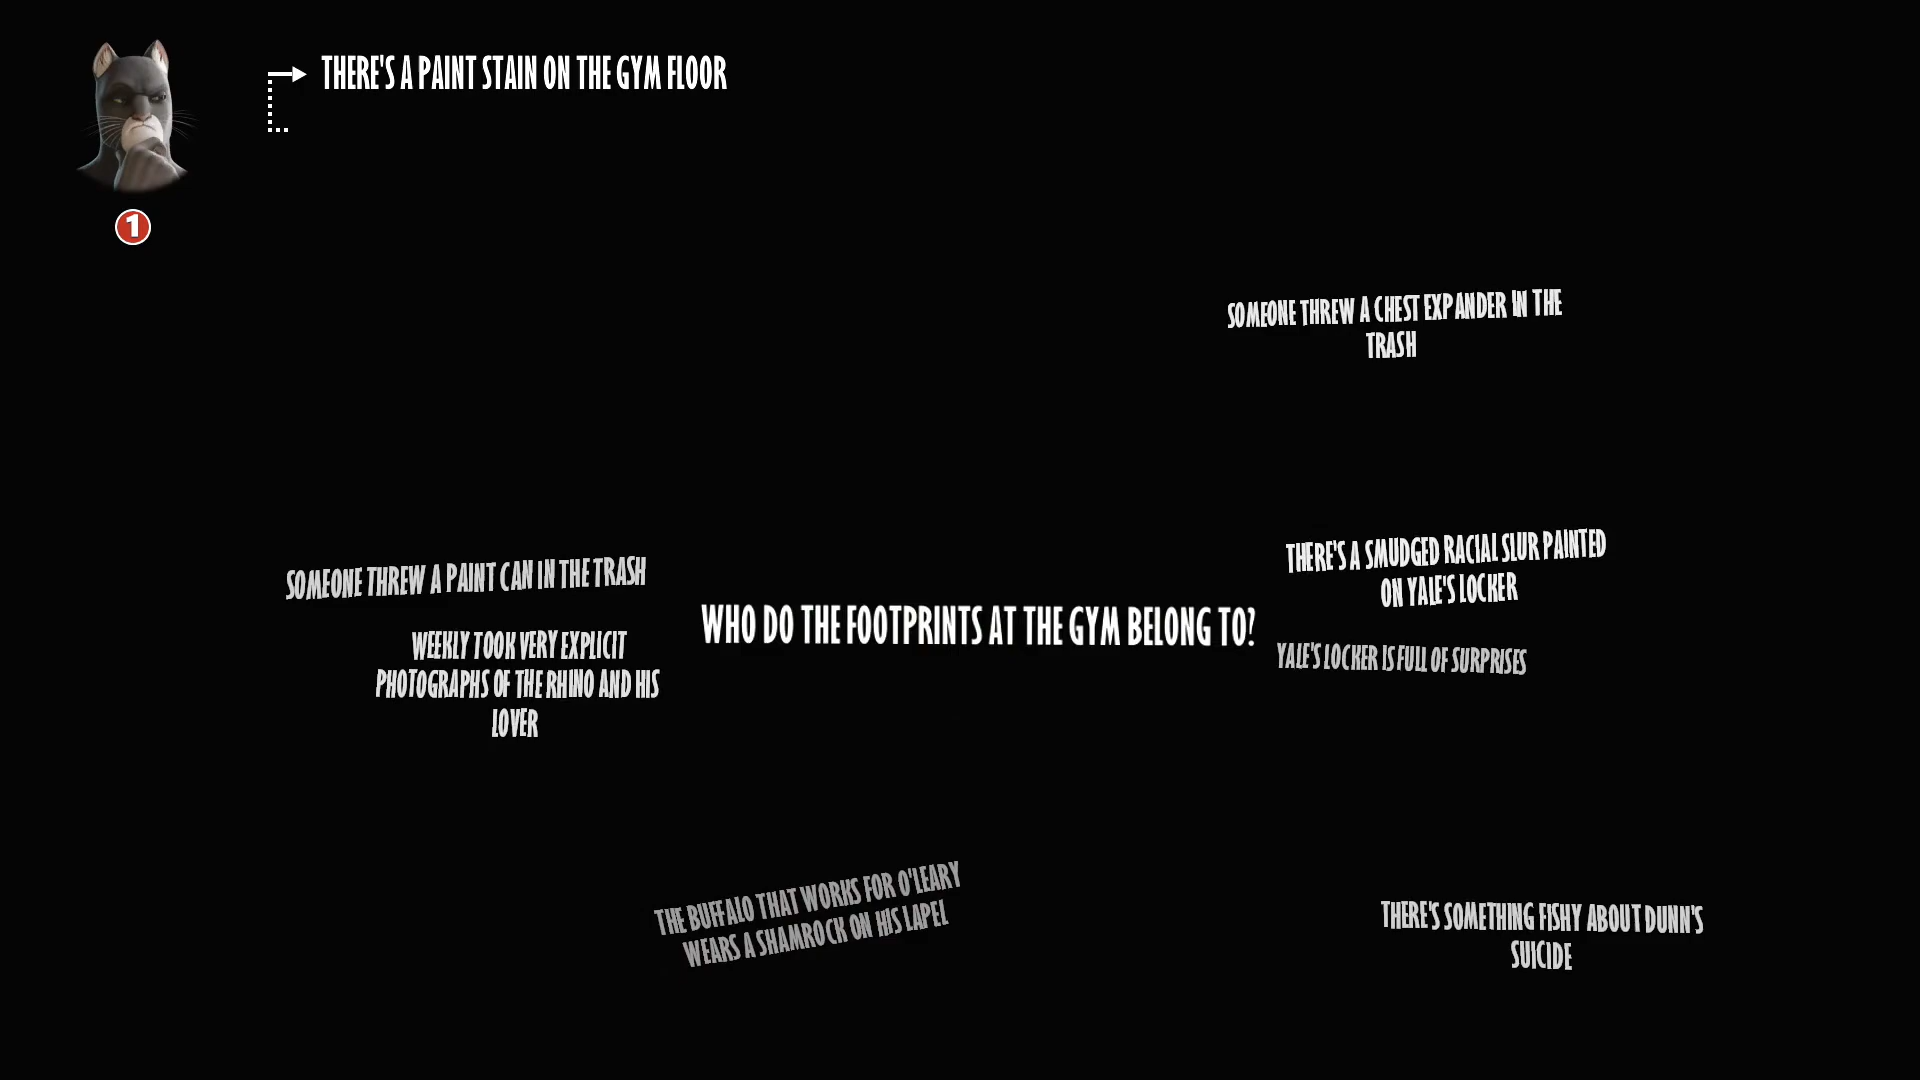 THERE'S A PAINT STAIN ON THE GYM FLOOR
1
SOMEONE THREW A CHEST EXPANDER IN THE
TRASH
SOMEONE THREW A PAINT CAN IN THE TRASH
THERE'S A SMUDGED RACIAL SLUR PAINTED
ON YALE'S LOCKER
WHO DO THE FOOTPRINTS AT THE GYM BELONG TO?
WEEKLY TOOK VERY EXPLICIT
PHOTOGRAPHS OF THE RHINO AND HIS
LOVER
YALE'S LOCKER IS FULL OF SURPRISES
THE BUFFALO THAT WORKS FOR O'LEARY
WEARS A SHAMROCK ON HIS LAPEL
THERE'S SOMETHING FISHY ABOUT DUNN'S
SUICIDE